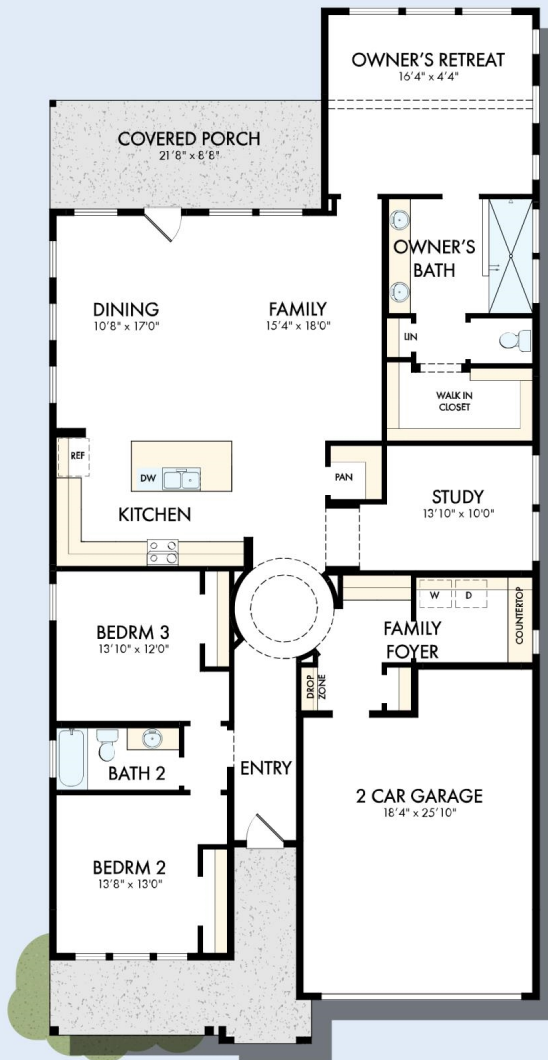 OWNER'S RETREAT
16'4" x 4'4"
COVERED PORCH
21'8" x 8'8"
OWNER'S
BATH
DINING
10'8" x 17'0"
FAMILY
15'4" x 18'0"
LIN
WALK IN
CLOSET
REF
DW
PAN
KITCHEN
STUDY
13'10" x 10'0"
W
D
COUNTERTOP
BEDRM 3
13'10" x 12'0"
FAMILY
FOYER
DROP
ZONE
BATH 2
ENTRY
2 CAR GARAGE
18'4" x 25'10"
BEDRM 2
13'8" x 13'0"